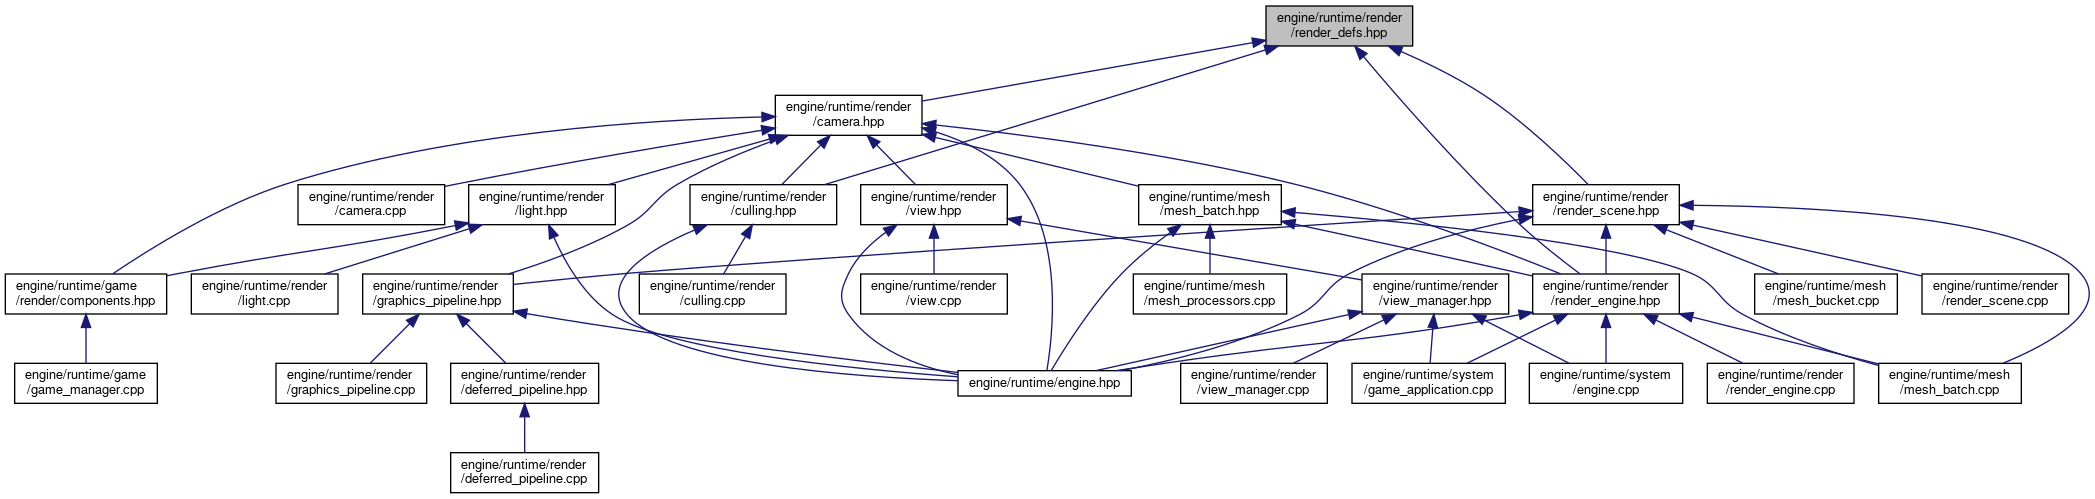 engine/runtime/render
/render_defs.hpp
engine/runtime/render
/camera.hpp
engine/runtime/render
/camera.cpp
engine/runtime/render
/light.hpp
engine/runtime/render
/culling.hpp
engine/runtime/render
/view.hpp
engine/runtime/mesh
/mesh_batch.hpp
engine/runtime/render
/render_scene.hpp
engine/runtime/game
/render/components.hpp
engine/runtime/render
/light.cpp
engine/runtime/render
/graphics_pipeline.hpp
engine/runtime/render
/culling.cpp
engine/runtime/render
/view.cpp
engine/runtime/mesh
/mesh_processors.cpp
engine/runtime/render
/view_manager.hpp
engine/runtime/render
/render_engine.hpp
engine/runtime/mesh
/mesh_bucket.cpp
engine/runtime/render
/render_scene.cpp
engine/runtime/game
/game_manager.cpp
engine/runtime/render
/graphics_pipeline.cpp
engine/runtime/render
/deferred_pipeline.hpp
engine/runtime/engine.hpp
engine/runtime/render
/view_manager.cpp
engine/runtime/system
/game_application.cpp
engine/runtime/system
/engine.cpp
engine/runtime/render
/render_engine.cpp
engine/runtime/mesh
/mesh_batch.cpp
engine/runtime/render
/deferred_pipeline.cpp